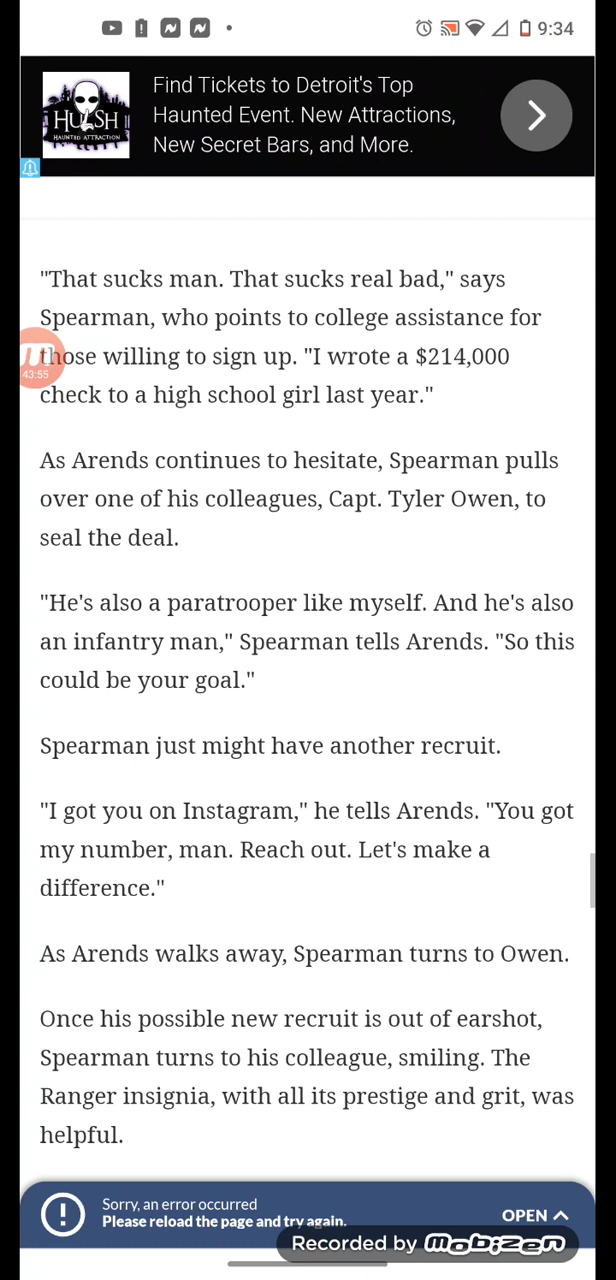 9:34
Find Tickets to Detroit's Top
Haunted Event. New Attractions,
New Secret Bars, and More.
HUSH
HAUNTED ATTRACTION
"That sucks man. That sucks real bad," says
Spearman, who points to college assistance for
those willing to sign up. "I wrote a $214,000
43:55
check to a high school girl last year."
As Arends continues to hesitate, Spearman pulls
over one of his colleagues, Capt. Tyler Owen, to
seal the deal.
"He's also a paratrooper like myself. And he's also
an infantry man," Spearman tells Arends. "So this
could be your goal."
Spearman just might have another recruit.
"I got you on Instagram," he tells Arends. "You got
my number, man. Reach out. Let's make a
difference."
As Arends walks away, Spearman turns to Owen.
Once his possible new recruit is out of earshot,
Spearman turns to his colleague, smiling. The
Ranger insignia, with all its prestige and grit, was
helpful.
Sorry, an error occurred
Please reload the page and try again.
OPEN
Recorded by mobizen